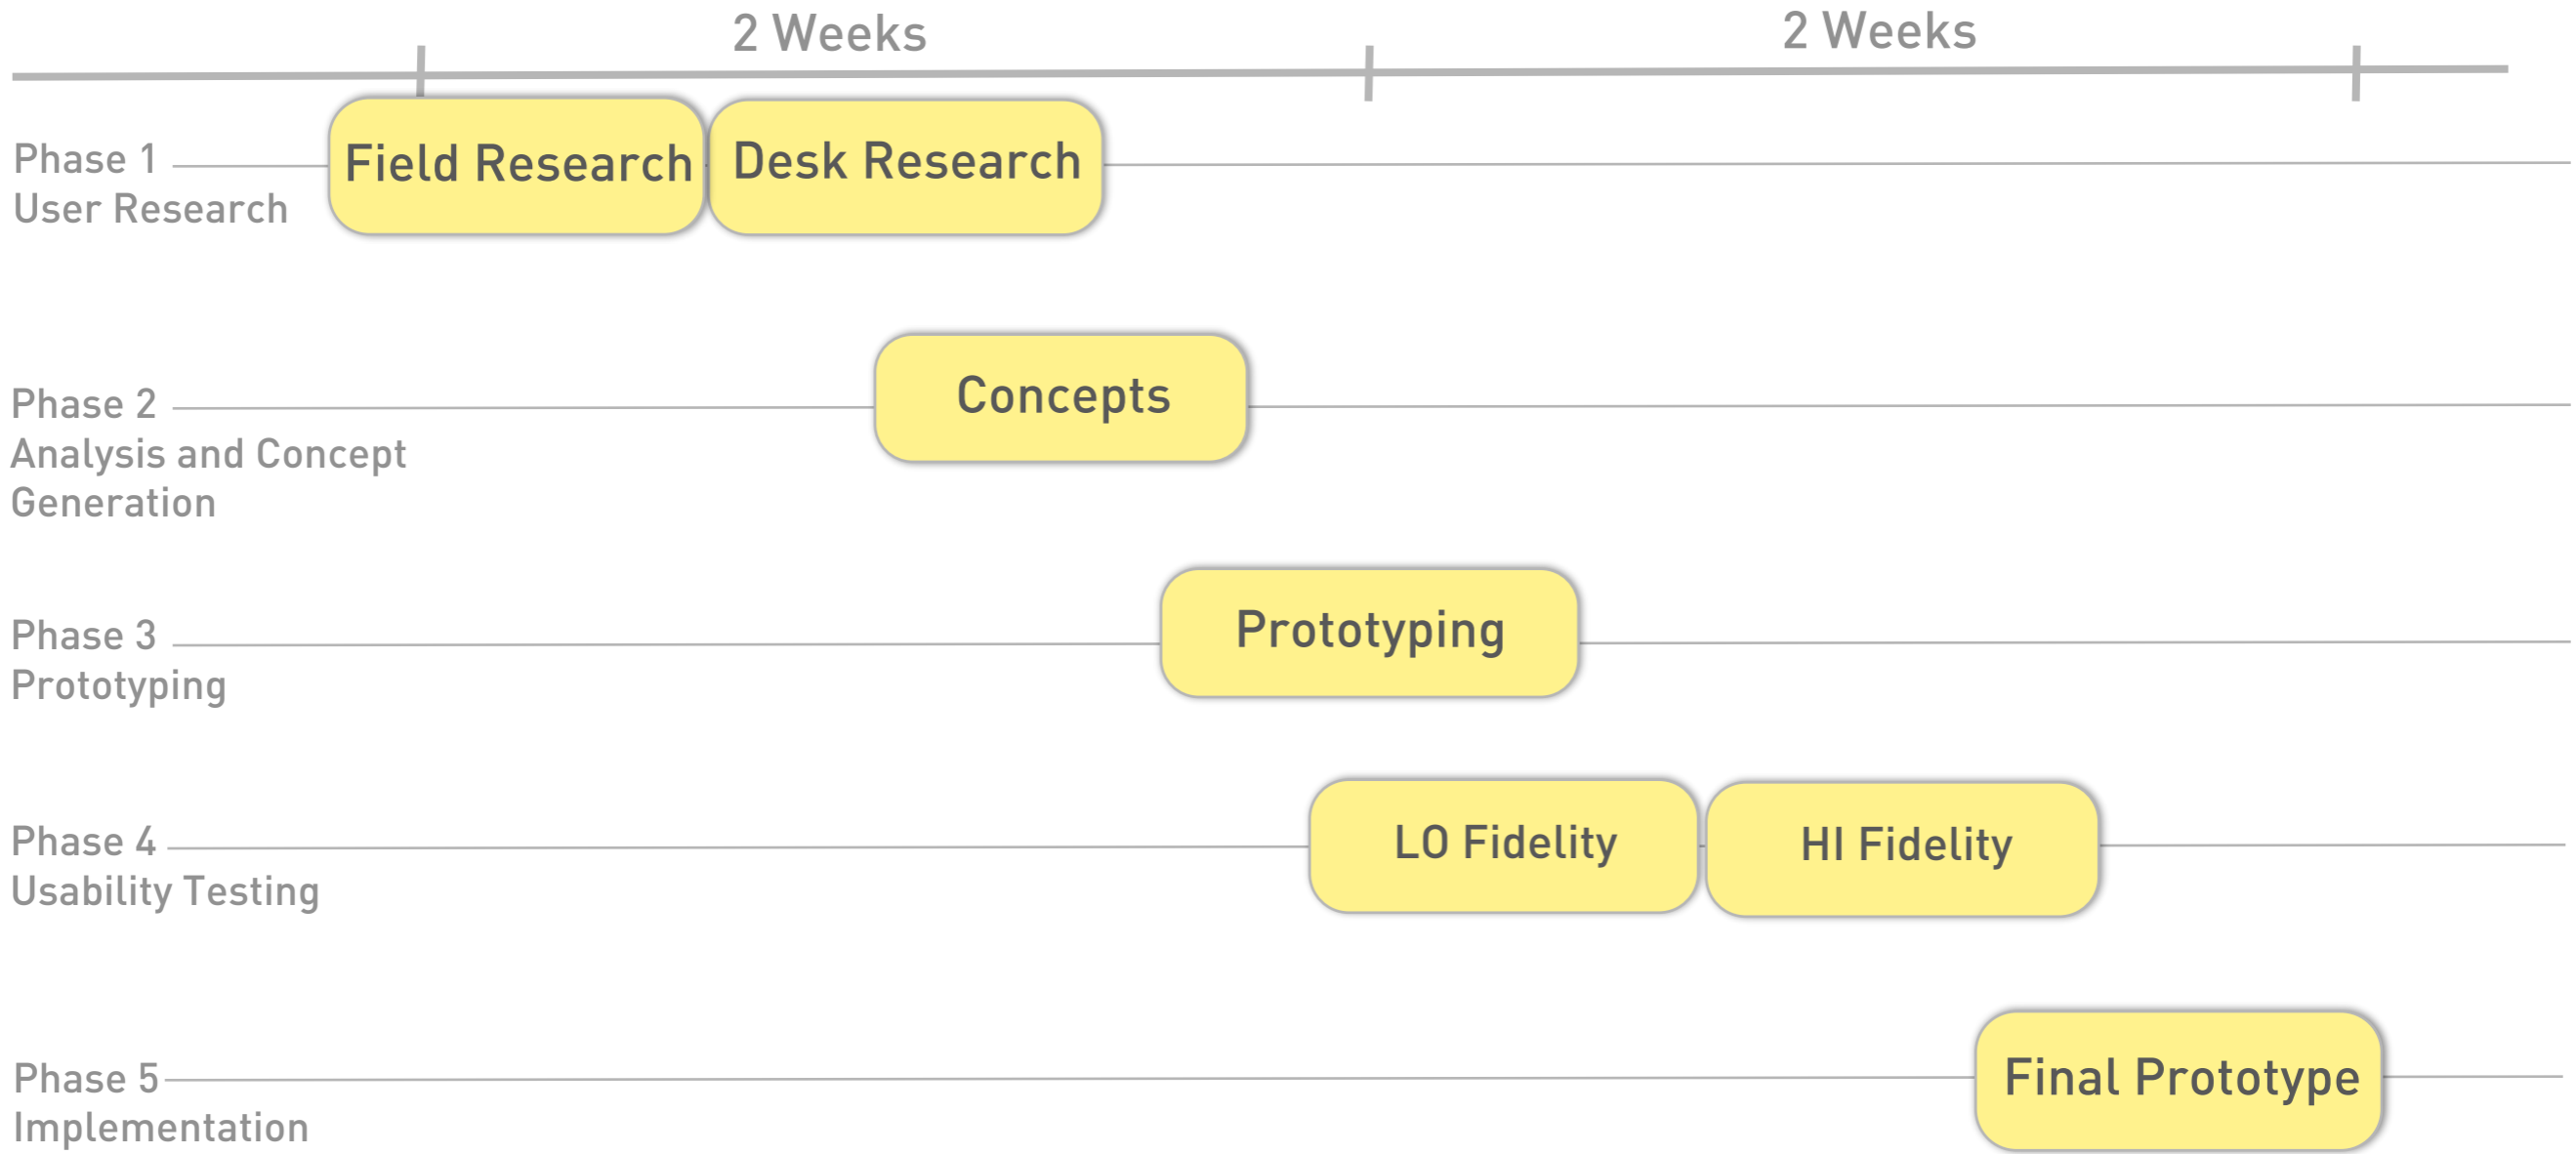 2 Weeks
2 Weeks
Phase 1
User Research
Field Research
Desk Research
Phase 2
Analysis and Concept
Generation
Concepts
Phase 3
Prototyping
Prototyping
Phase 4
Usability Testing
LO Fidelity
HI Fidelity
Phase 5
Implementation
Final Prototype